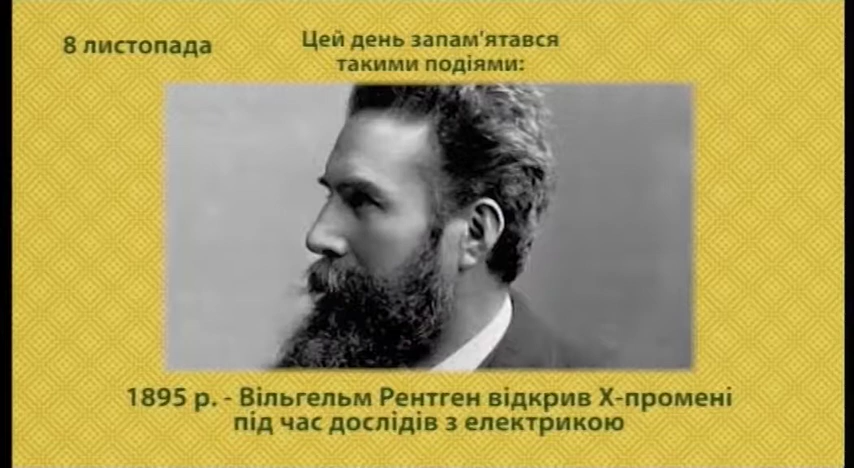 8 листопада
Цей день запам'ятався
такими подіями:
1895 р. - Вільгельм Рентген відкрив Х-промені
під час дослідів з електрикою